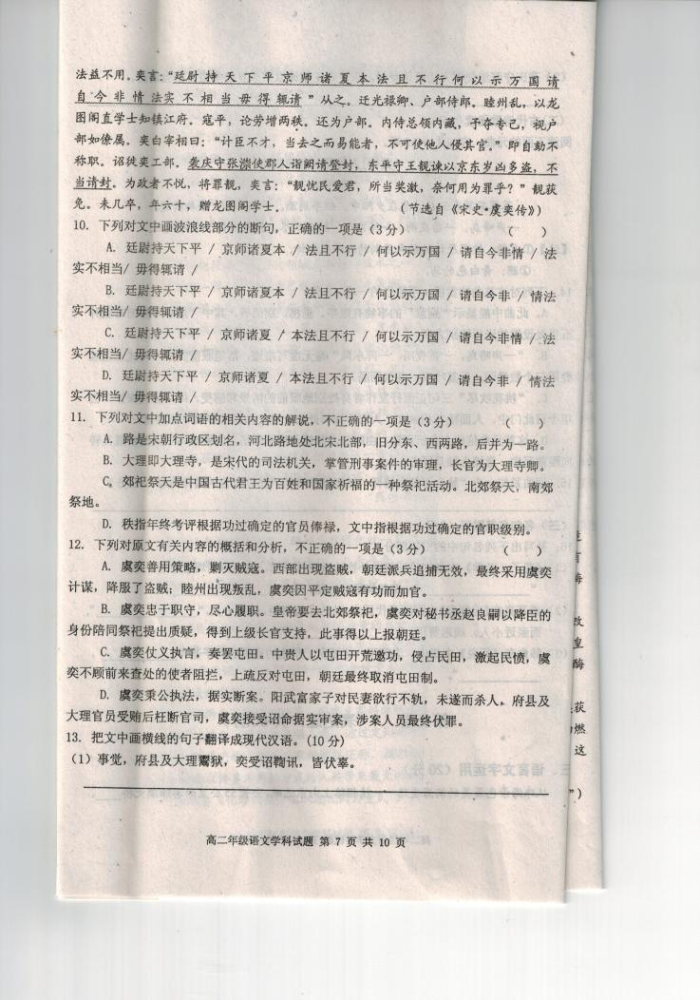 法益不用。奕言：“廷尉持天下平京师诸夏本法且不行何以示万国请
自今非情法实不相当毋得辄请”从之。迁光禄卿、户部侍郎。睦州乱，以龙
图阁直学士知镇江府。寇平，论劳增两秩。还为户部。内侍总领内藏，予夺专己，视户
部如僚属。奕白宰相曰：“计臣不才，当去之而易能者，不可使他人侵其官。”即自劾不
称职。诏徙奕工部。袭庆守张漴使郡人诣阙请登封，东平守王靓谏以京东岁凶多盗，不
当请封。为政者不悦，将罪靓，奕言：“靓忧民爱君，所当奖激，奈何用为罪乎？”靓获
免。未几卒，年六十，赠龙图阁学士。 （节选自《宋史•虞奕传》）
10. 下列对文中画波浪线部分的断句，正确的一项是（3分） （ ）
A. 廷尉持天下平 / 京师诸夏本 / 法且不行 / 何以示万国 / 请自今非情 / 法
实不相当/ 毋得辄请 /
B. 廷尉持天下平 / 京师诸夏本 / 法且不行 / 何以示万国 / 请自今非 / 情法
实不相当/ 毋得辄请 /
C. 廷尉持天下平 / 京师诸夏 / 本法且不行 / 何以示万国 / 请自今非情 / 法
实不相当/ 毋得辄请 /
D. 廷尉持天下平 / 京师诸夏 / 本法且不行 / 何以示万国 / 请自今非 / 情法
实不相当/ 毋得辄请 /
11. 下列对文中加点词语的相关内容的解说，不正确的一项是（3分） （ ）
A. 路是宋朝行政区划名，河北路地处北宋北部，旧分东、西两路，后并为一路。
B. 大理即大理寺，是宋代的司法机关，掌管刑事案件的审理，长官为大理寺卿。
C. 郊祀祭天是中国古代君王为百姓和国家祈福的一种祭祀活动。北郊祭天，南郊
祭地。
D. 秩指年终考评根据功过确定的官员俸禄，文中指根据功过确定的官职级别。
12. 下列对原文有关内容的概括和分析，不正确的一项是（3分） （ ）
A. 虞奕善用策略，剿灭贼寇。西部出现盗贼，朝廷派兵追捕无效，最终采用虞奕
计谋，降服了盗贼；睦州出现叛乱，虞奕因平定贼寇有功而加官。
B. 虞奕忠于职守，尽心履职。皇帝要去北郊祭祀，虞奕对秘书丞赵良嗣以降臣的
身份陪同祭祀提出质疑，得到上级长官支持，此事得以上报朝廷。
C. 虞奕仗义执言，奏罢屯田。中贵人以屯田开荒邀功，侵占民田，激起民愤，虞
奕不顾前来查处的使者阻拦，上疏反对屯田，朝廷最终取消屯田制。
D. 虞奕秉公执法，据实断案。阳武富家子对民妻欲行不轨，未遂而杀人，府县及
大理官员受贿后枉断官司，虞奕接受诏命据实审案，涉案人员最终伏罪。
13. 把文中画横线的句子翻译成现代汉语。(10分)
（1）事觉，府县及大理鬻狱，奕受诏鞫讯，皆伏辜。
高二年级语文学科试题 第 7 页 共 10 页